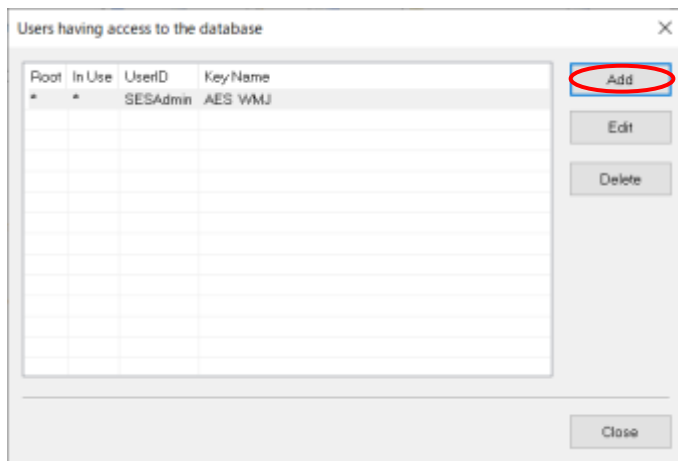 Users having access to the database
Root In Use UserID Key Name
* * SESAdmin AES WMJ
Add
Edit
Delete
Close